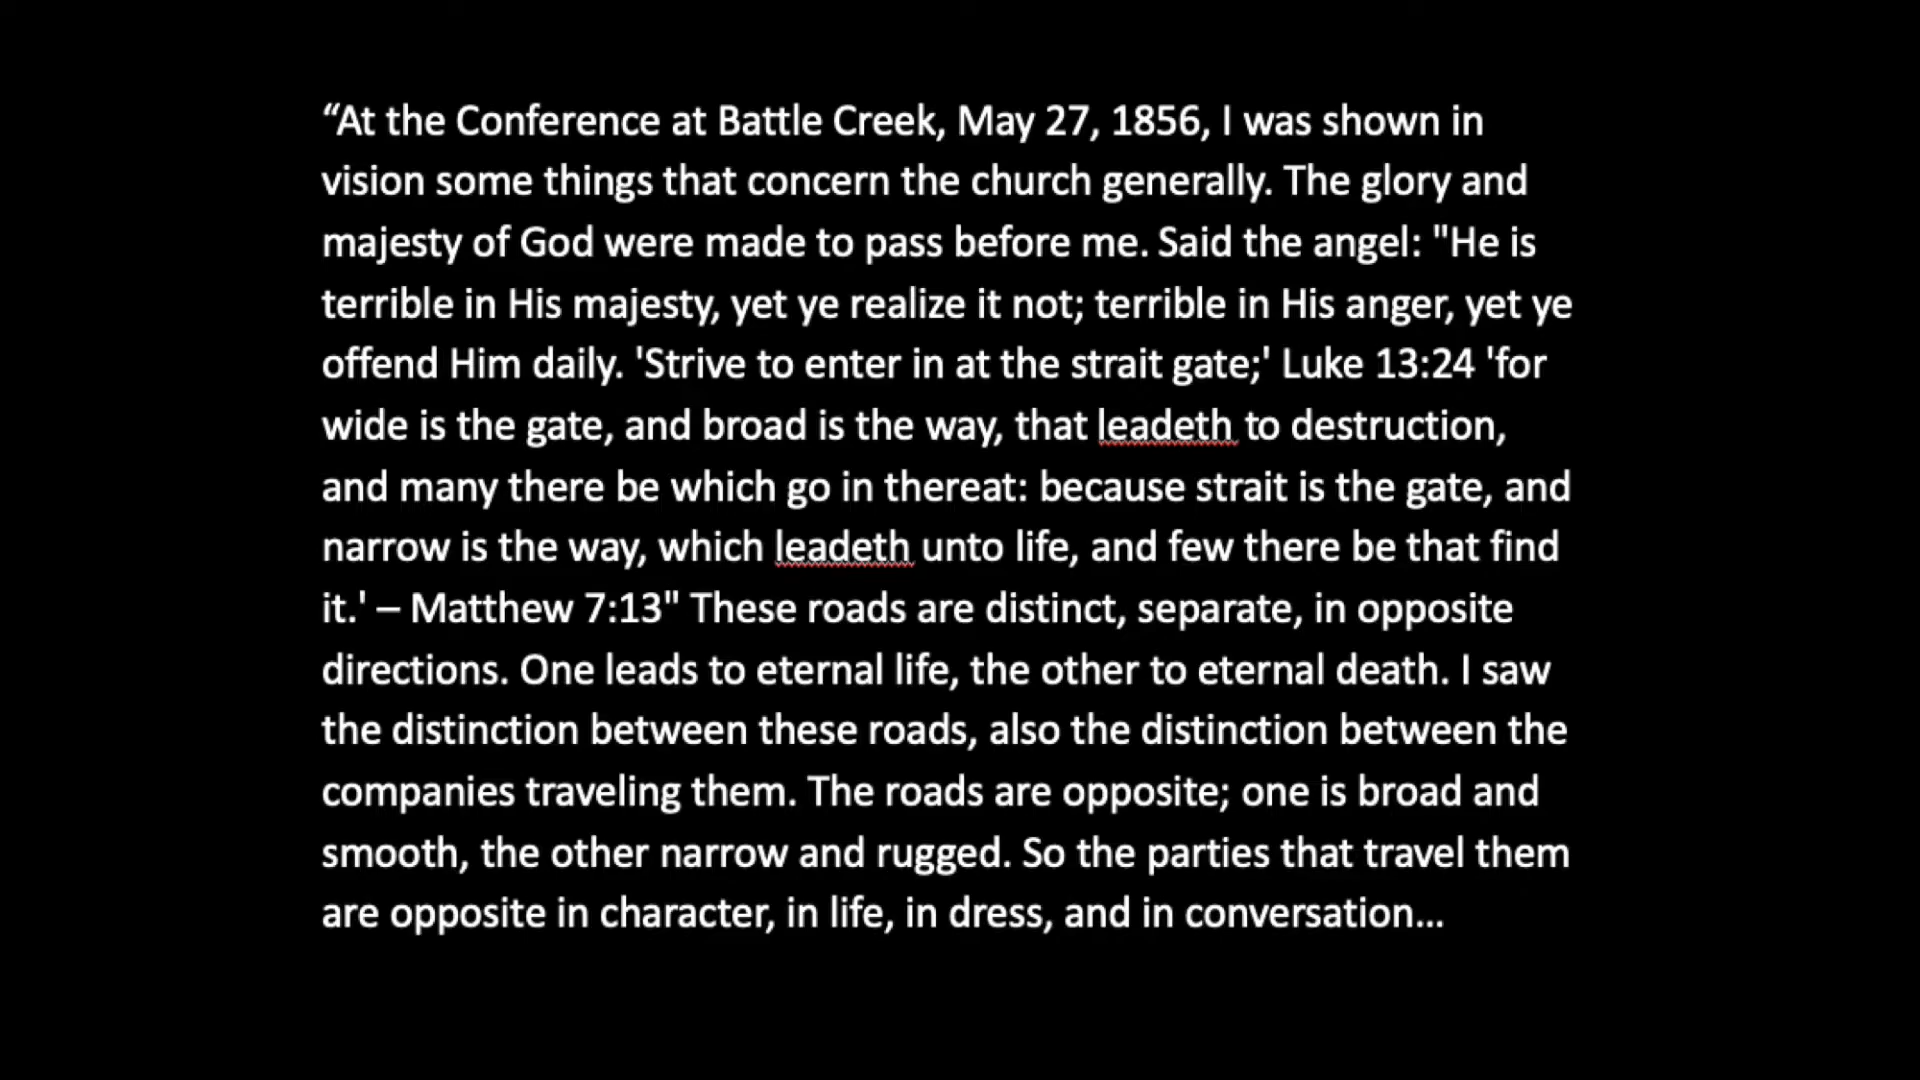 “At the Conference at Battle Creek, May 27, 1856, I was shown in
vision some things that concern the church generally. The glory and
majesty of God were made to pass before me. Said the angel: "He is
terrible in His majesty, yet ye realize it not; terrible in His anger, yet ye
offend Him daily. 'Strive to enter in at the strait gate;' Luke 13:24 'for
wide is the gate, and broad is the way, that leadeth to destruction,
and many there be which go in thereat: because strait is the gate, and
narrow is the way, which leadeth unto life, and few there be that find
it.' – Matthew 7:13" These roads are distinct, separate, in opposite
directions. One leads to eternal life, the other to eternal death. I saw
the distinction between these roads, also the distinction between the
companies traveling them. The roads are opposite; one is broad and
smooth, the other narrow and rugged. So the parties that travel them
are opposite in character, in life, in dress, and in conversation...